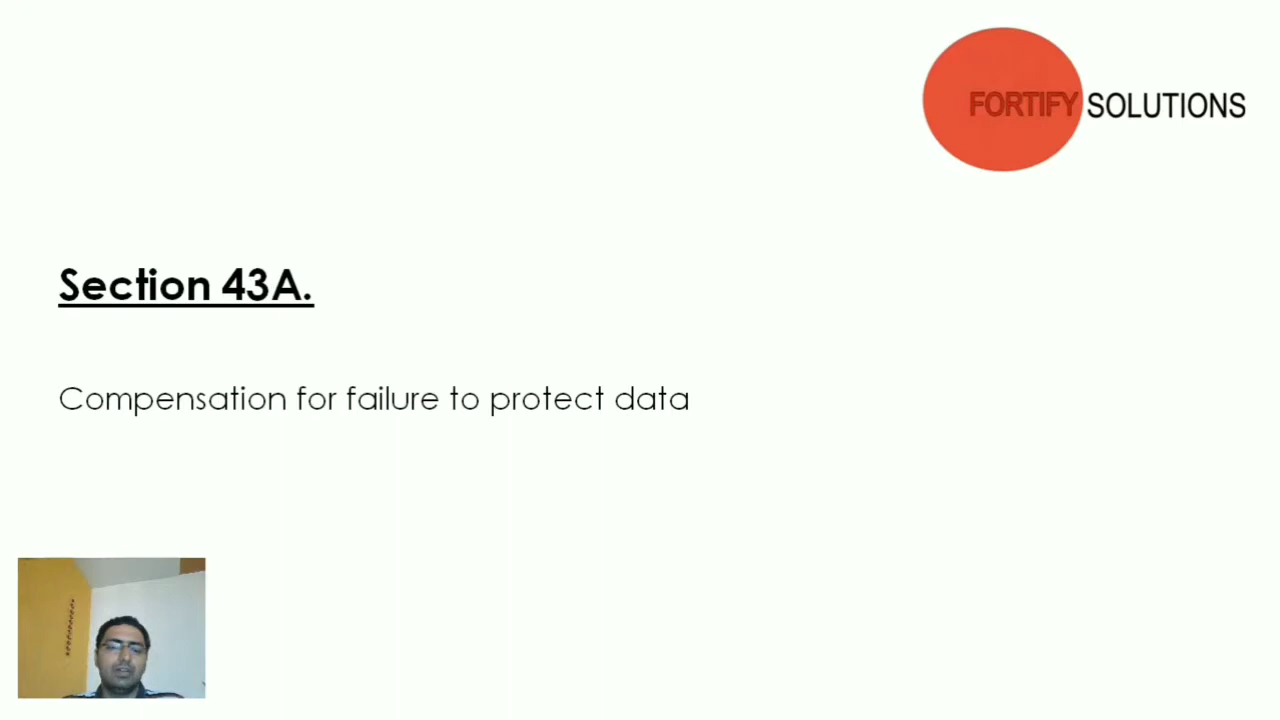 FORTIFY SOLUTIONS
Section 43A.
Compensation for failure to protect data